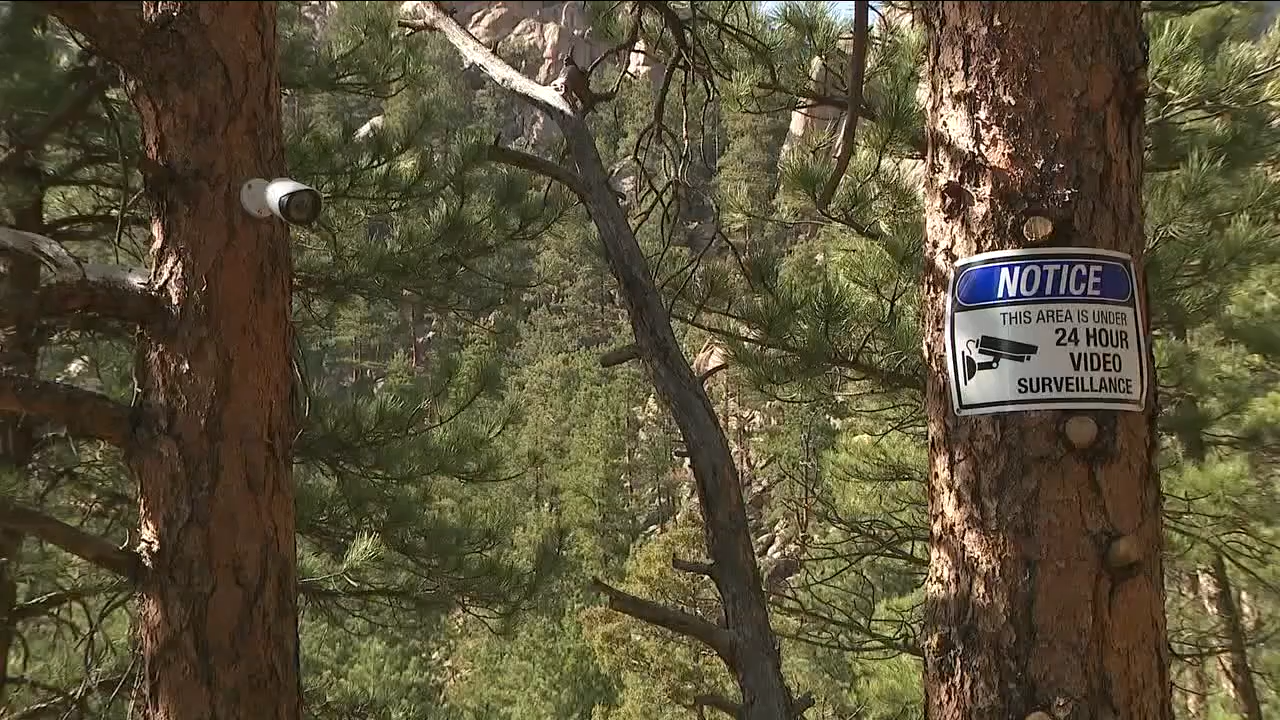 NOTICE
THIS AREA IS UNDER
24 HOUR
VIDEO
SURVEILLANCE